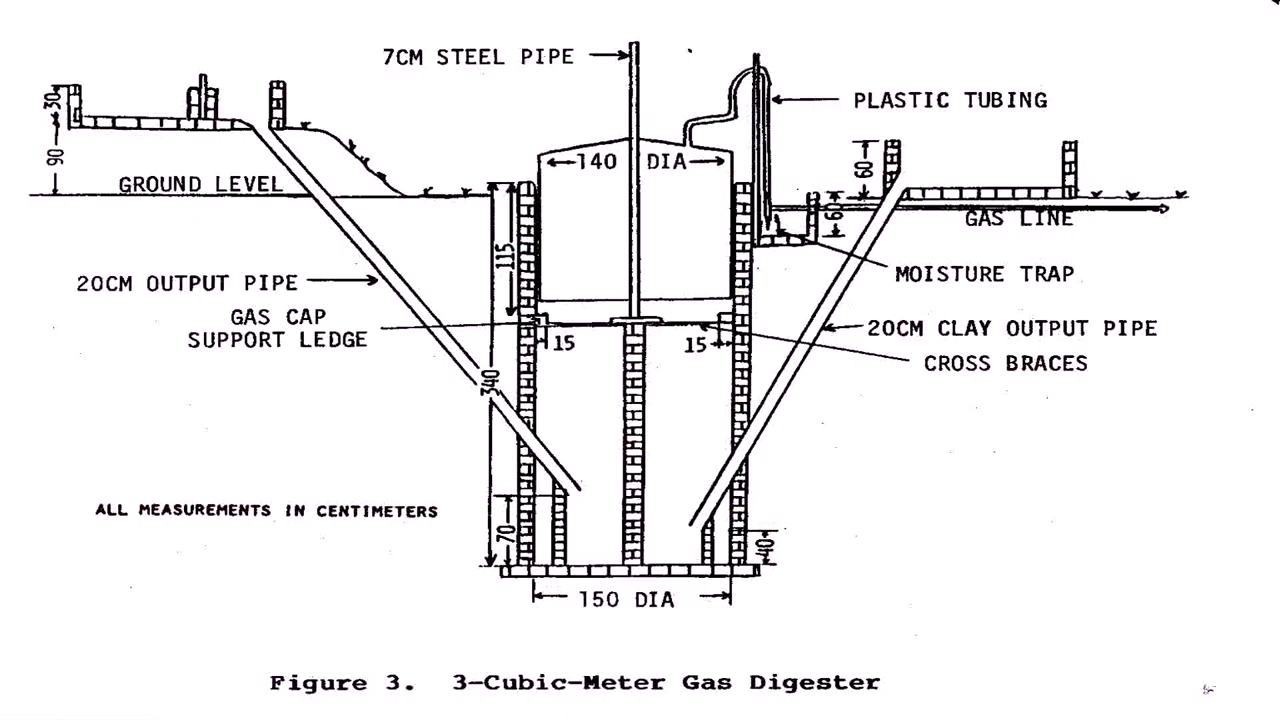 7CM STEEL PIPE
PLASTIC TUBING
30
90
140 DIA
60
GROUND LEVEL
60
GAS LINE
115
MOISTURE TRAP
20CM OUTPUT PIPE
GAS CAP
SUPPORT LEDGE
20CM CLAY OUTPUT PIPE
15
15
CROSS BRACES
340
ALL MEASUREMENTS IN CENTIMETERS
70
40
150 DIA
Figure 3. 3-Cubic-Meter Gas Digester